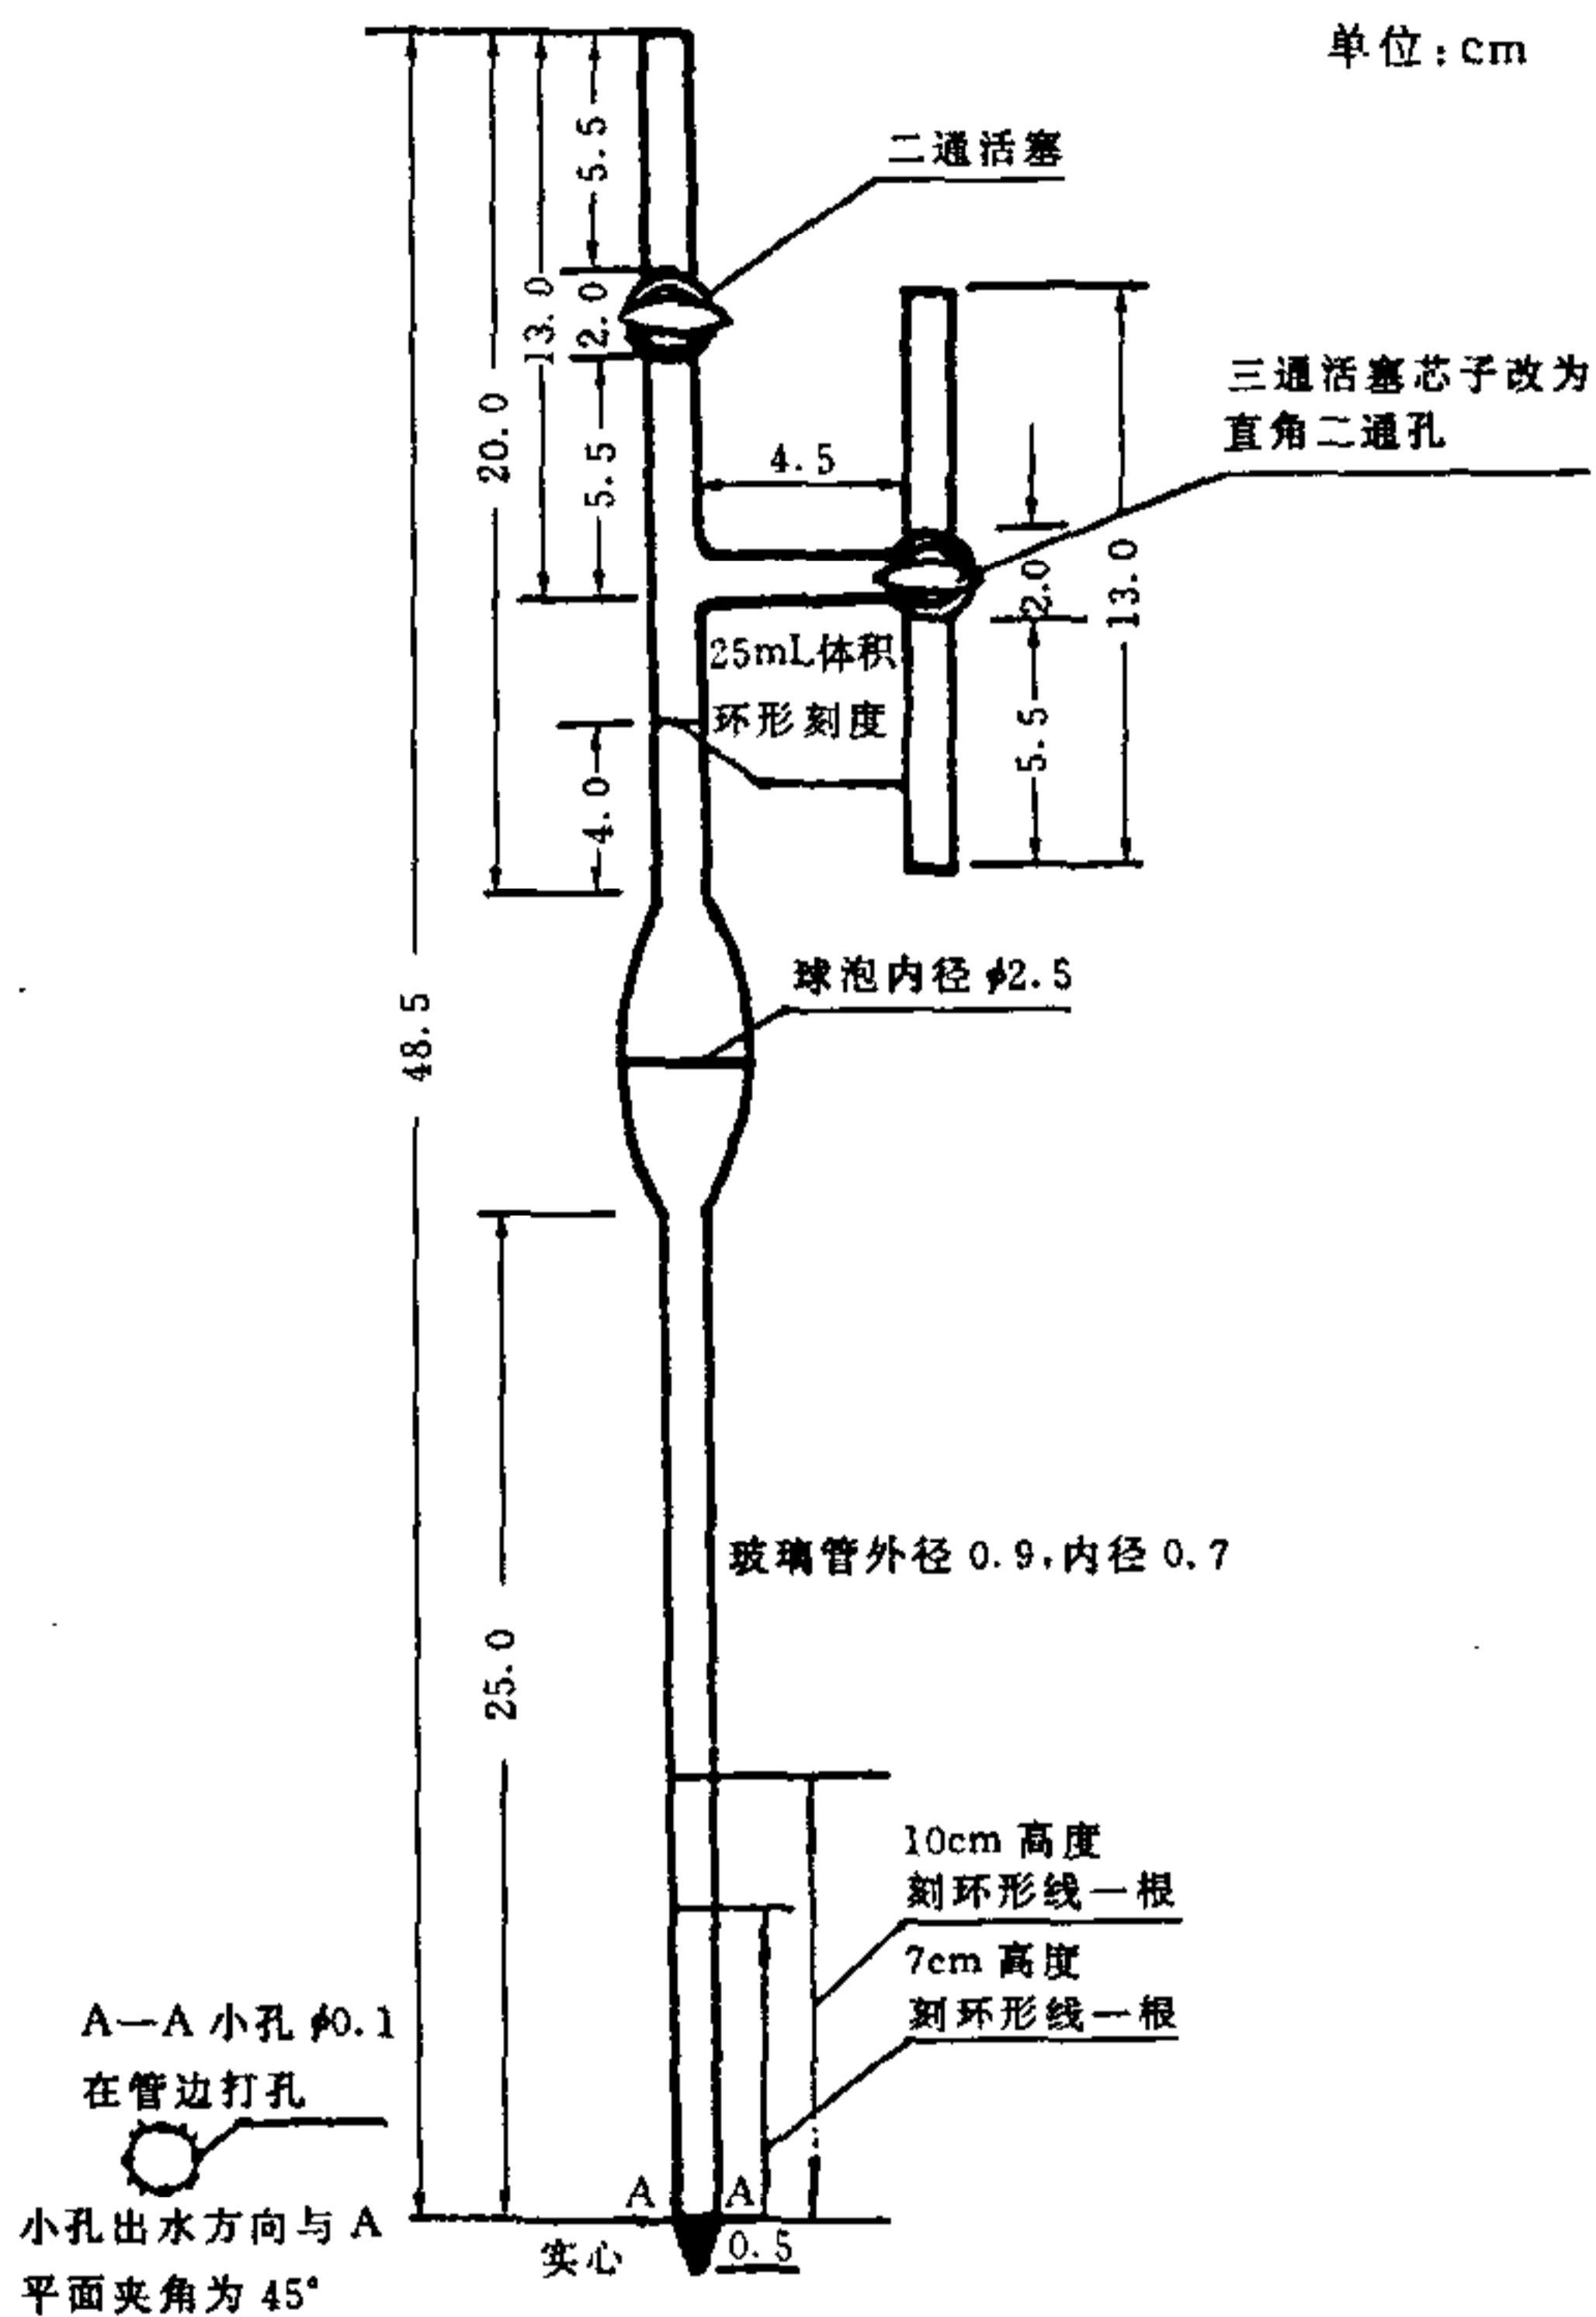 单位:cm
5.5
二通活塞
13.0
2.0
20.0
三通活塞芯子改为
直角二通孔
4.5
5.5
2.0
13.0
25mL体积
环形刻度
5.5
4.0
球泡内径 ϕ2.5
48.5
玻璃管外径 0.9,内径 0.7
25.0
10cm 高度
刻环形线一根
7cm 高度
刻环形线一根
A—A 小孔 ϕ0.1
在管边打孔
A
A
小孔出水方向与 A
平面夹角为 45°
实心
0.5